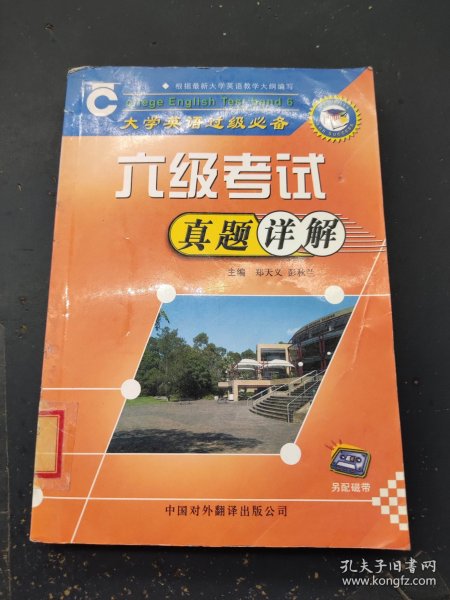 ◆ 根据最新大学英语教学大纲编写
College English Test Band 6
大学英语过级必备
六级考试
真题详解
主编 郑天义 彭秋兰
另配磁带
中国对外翻译出版公司
孔夫子旧书网
www.kongfz.com